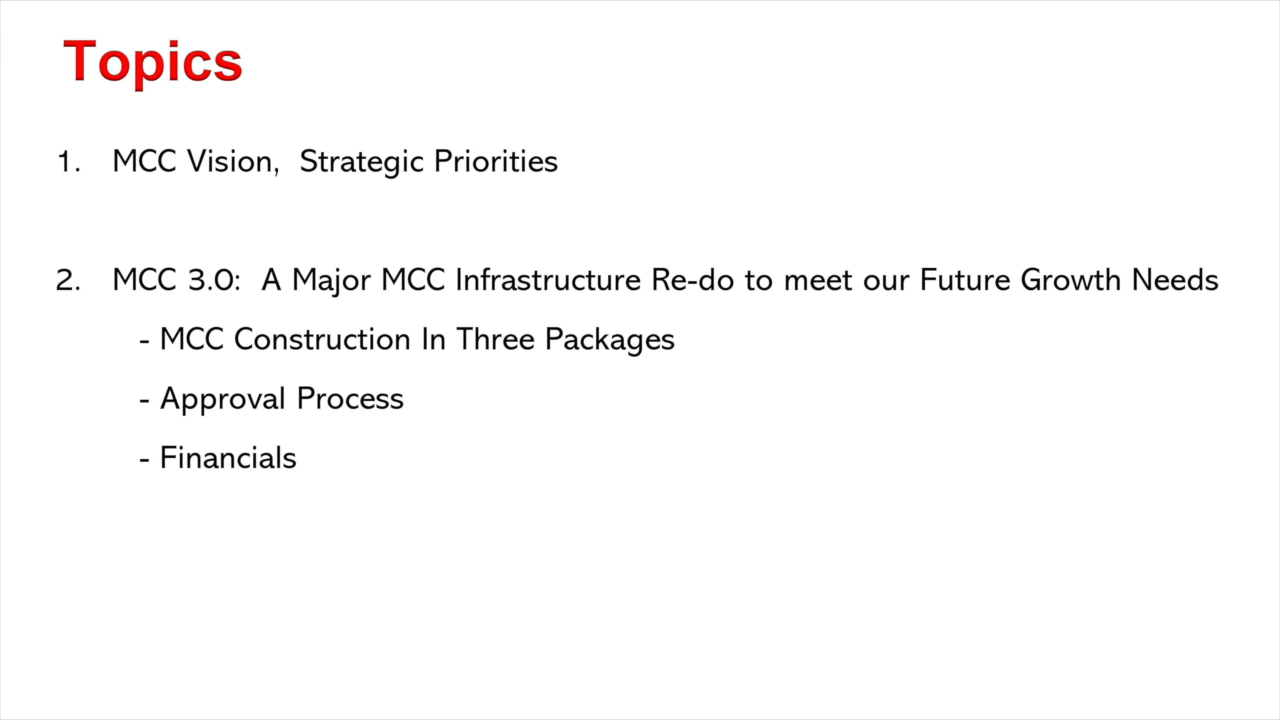 Topics
1. MCC Vision, Strategic Priorities
2. MCC 3.0: A Major MCC Infrastructure Re-do to meet our Future Growth Needs
- MCC Construction In Three Packages
- Approval Process
- Financials